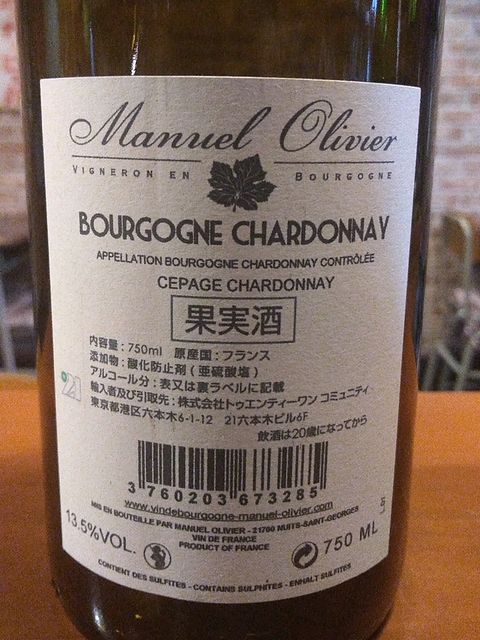 Manuel Olivier
VIGNERON EN BOURGOGNE
BOURGOGNE CHARDONNAY
APPELLATION BOURGOGNE CHARDONNAY CONTRÔLÉE
CEPAGE CHARDONNAY
果実酒
内容量：750ml 原産国：フランス
添加物：酸化防止剤（亜硫酸塩）
アルコール分：表又は裏ラベルに記載
輸入者及び引取先：株式会社トゥエンティーワン コミュニティ
東京都港区六本木6-1-12 21六本木ビル6F
飲酒は20歳になってから
21
3 760203 673285
www.vindebourgogne-manuel-olivier.com
MIS EN BOUTEILLE PAR MANUEL OLIVIER - 21700 NUITS-SAINT-GEORGES
VIN DE FRANCE
PRODUCT OF FRANCE
13.5%VOL.
750 ML
CONTIENT DES SULFITES - CONTAINS SULPHITES - ENHALT SULFITES